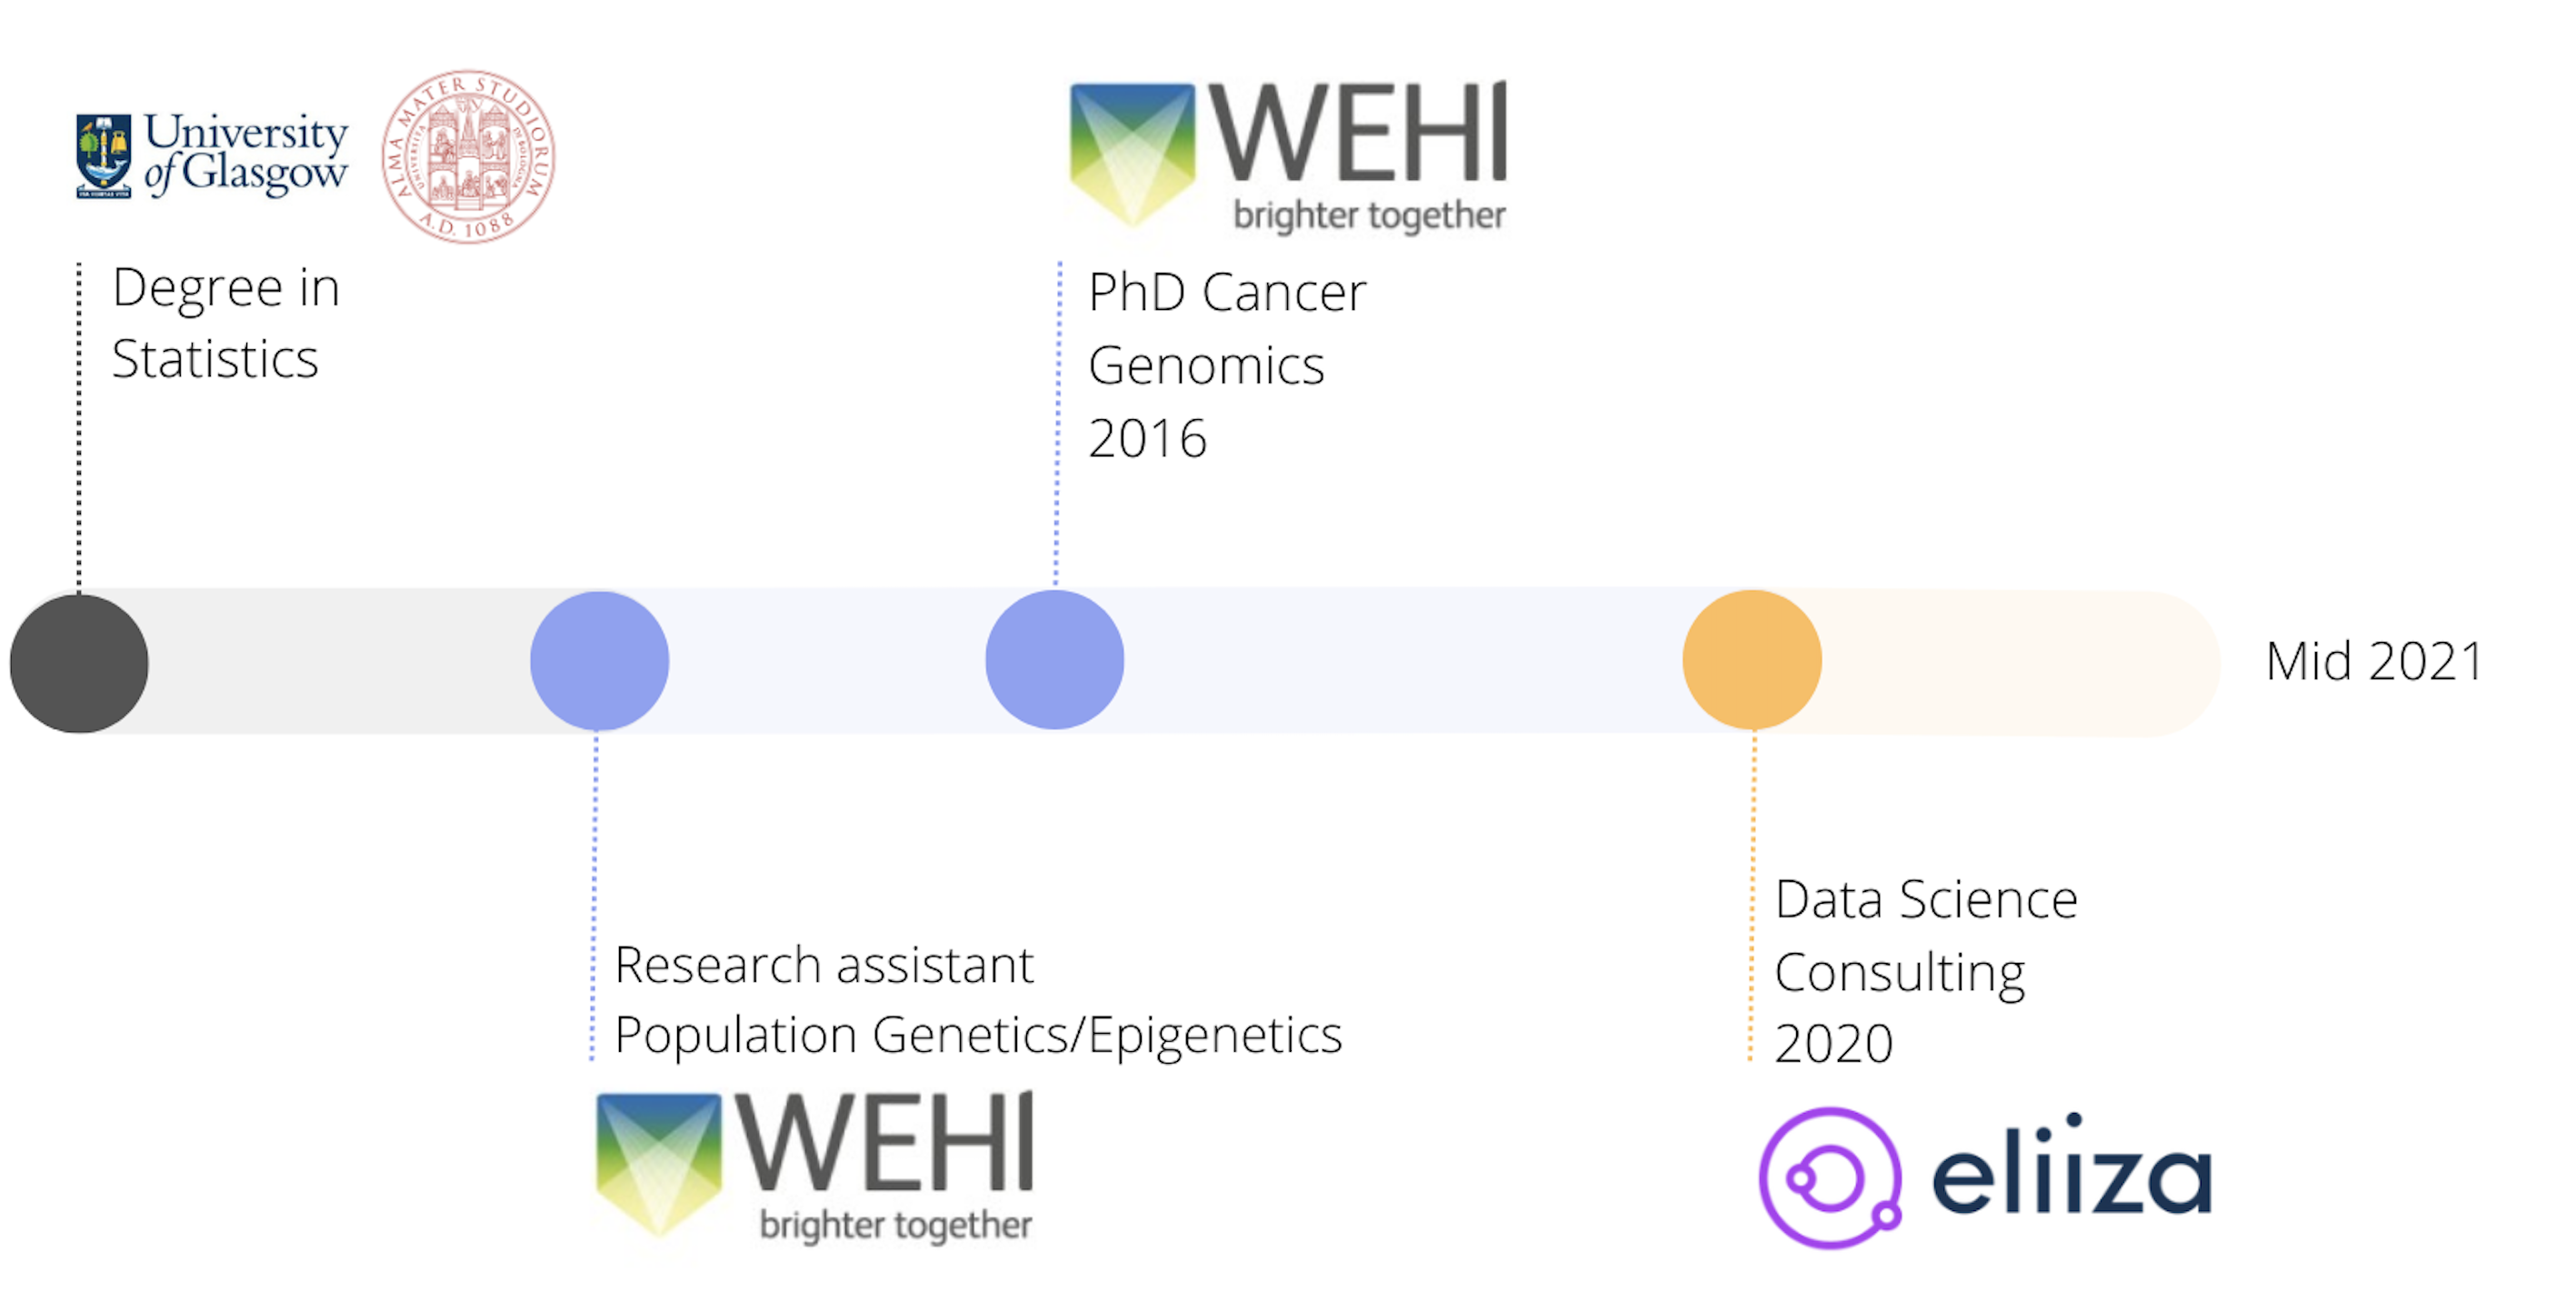 University
of Glasgow
ALMA MATER STUDIORUM
A.D. 1088
WEHI
brighter together
Degree in
Statistics
PhD Cancer
Genomics
2016
Mid 2021
Research assistant
Population Genetics/Epigenetics
WEHI
brighter together
Data Science
Consulting
2020
eliiza